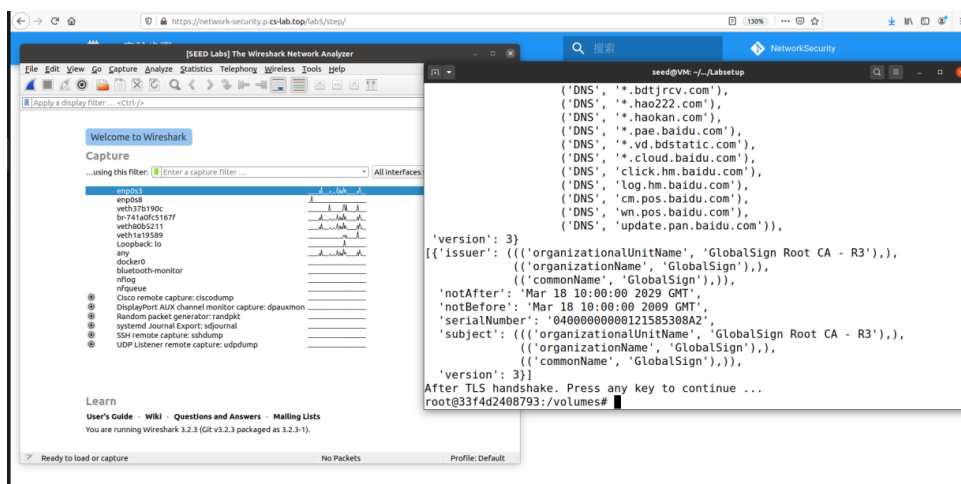 https://network-security.p.cs-lab.top/lab5/step/
130%
搜索
NetworkSecurity
[SEED Labs] The Wireshark Network Analyzer
File Edit View Go Capture Analyze Statistics Telephony Wireless Tools Help
Apply a display filter ... <Ctrl-/>
Welcome to Wireshark
Capture
...using this filter: Enter a capture filter ...
All interfaces
enp0s3
enp0s8
veth37b190c
br-741a0fc5167f
veth80b5211
veth1a19589
Loopback: lo
any
docker0
bluetooth-monitor
nflog
nfqueue
Cisco remote capture: ciscodump
DisplayPort AUX channel monitor capture: dpauxmon
Random packet generator: randpkt
systemd Journal Export: sdjournal
SSH remote capture: sshdump
UDP Listener remote capture: udpdump
Learn
User's Guide · Wiki · Questions and Answers · Mailing Lists
You are running Wireshark 3.2.3 (Git v3.2.3 packaged as 3.2.3-1).
Ready to load or capture
No Packets
Profile: Default
seed@VM: ~/.../Labsetup
('DNS', '*.bdtjrcv.com'),
('DNS', '*.hao222.com'),
('DNS', '*.haokan.com'),
('DNS', '*.pae.baidu.com'),
('DNS', '*.vd.bdstatic.com'),
('DNS', '*.cloud.baidu.com'),
('DNS', 'click.hm.baidu.com'),
('DNS', 'log.hm.baidu.com'),
('DNS', 'cm.pos.baidu.com'),
('DNS', 'wn.pos.baidu.com'),
('DNS', 'update.pan.baidu.com')),
'version': 3}
[{'issuer': ((('organizationalUnitName', 'GlobalSign Root CA - R3'),),
(('organizationName', 'GlobalSign'),),
(('commonName', 'GlobalSign'),)),
'notAfter': 'Mar 18 10:00:00 2029 GMT',
'notBefore': 'Mar 18 10:00:00 2009 GMT',
'serialNumber': '04000000000121585308A2',
'subject': ((('organizationalUnitName', 'GlobalSign Root CA - R3'),),
(('organizationName', 'GlobalSign'),),
(('commonName', 'GlobalSign'),)),
'version': 3}]
After TLS handshake. Press any key to continue ...
root@33f4d2408793:/volumes#